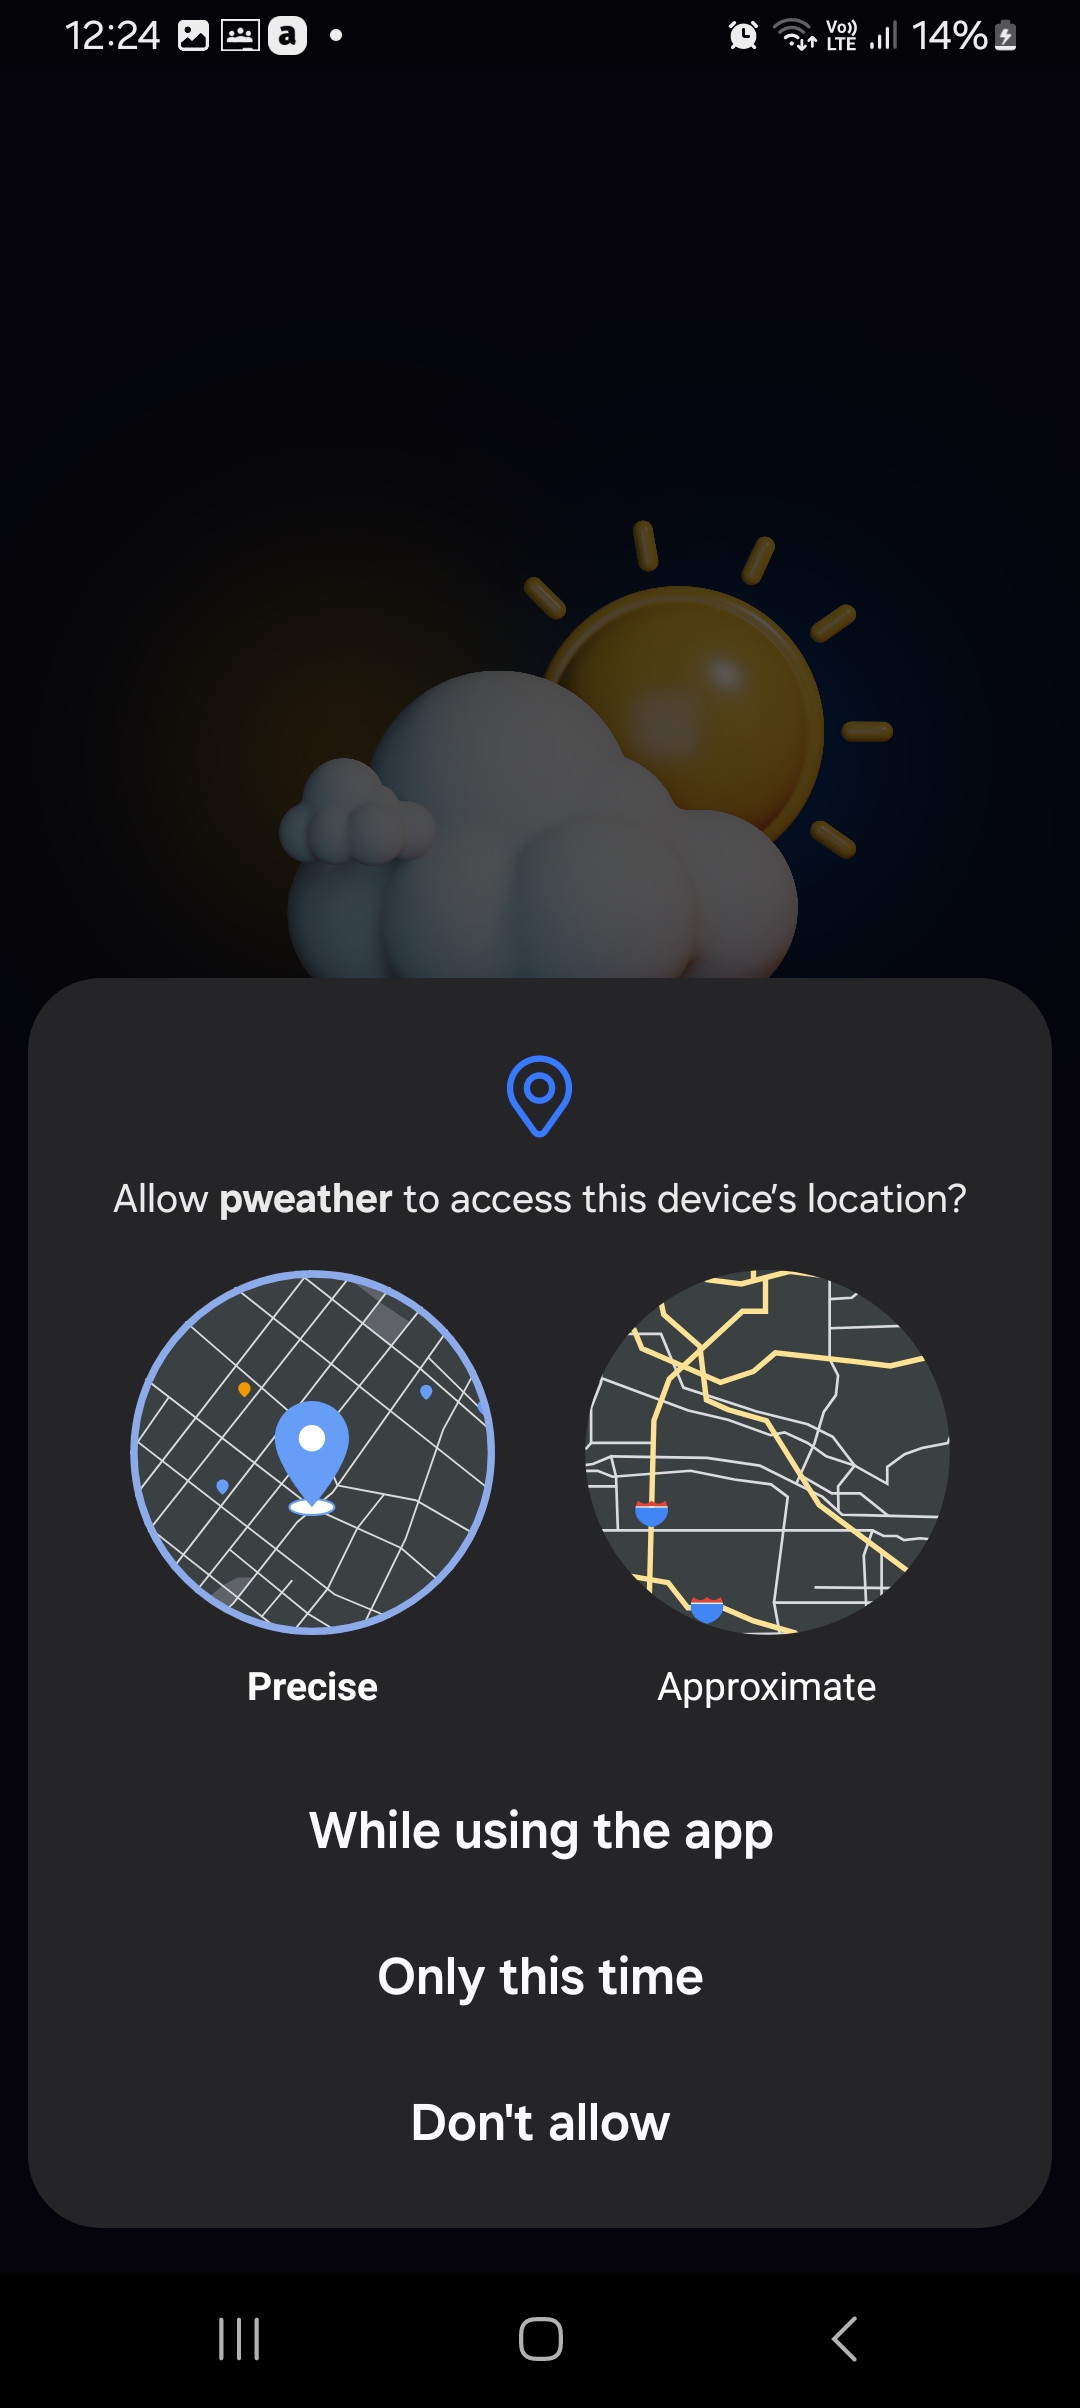 12:24 a Vo)) LTE 14%
Allow pweather to access this device's location?
Precise Approximate
While using the app
Only this time
Don't allow